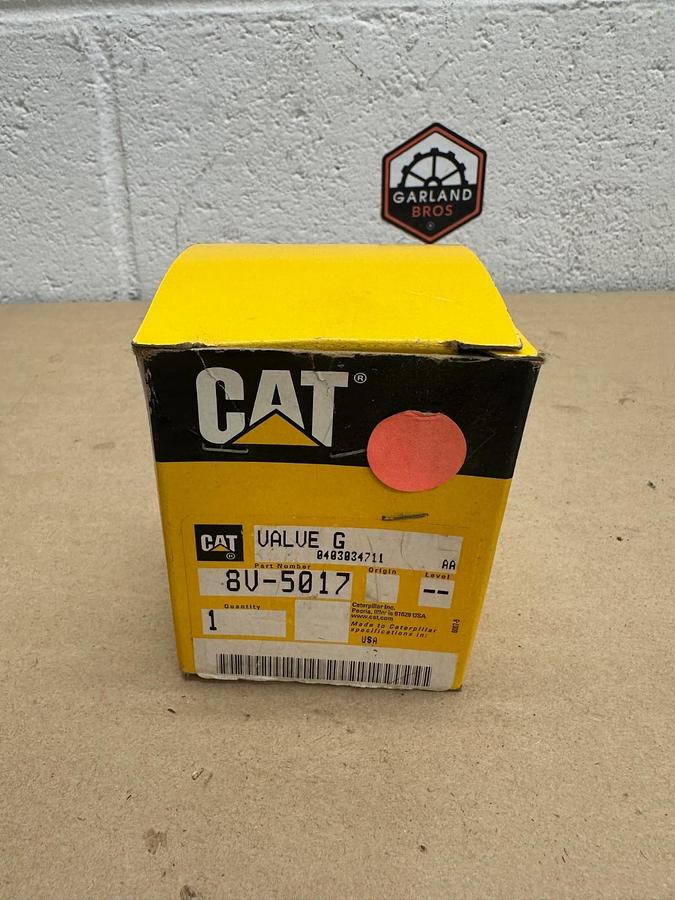 GARLAND
BROS
®
CAT®
CAT®
VALVE G
0403034711
AA
Part Number
Origin
Level
8V-5017
--
Quantity
1
Caterpillar Inc.
Peoria, Illinois 61629 USA
www.cat.com
Made to Caterpillar
specifications in:
USA